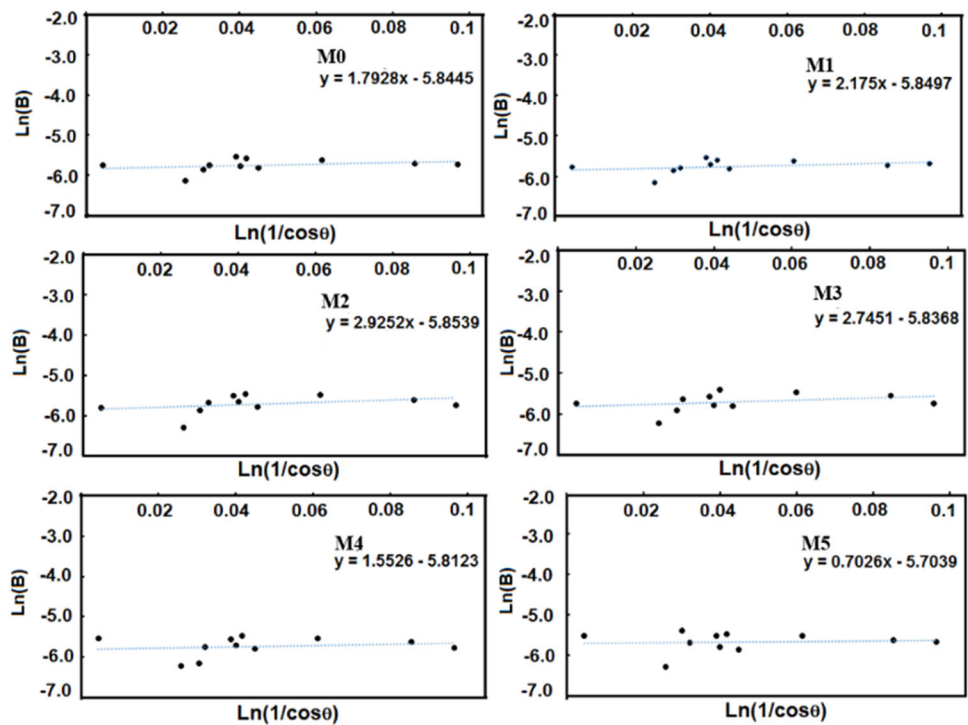 -2.0
0.02 0.04 0.06 0.08 0.1
M0
y = 1.7928x - 5.8445
-4.0
Ln(B)
-5.0
-6.0
-7.0
Ln(1/cosθ)
-2.0
0.02 0.04 0.06 0.08 0.1
-3.0
M1
y = 2.175x - 5.8497
-4.0
Ln(B)
-5.0
-6.0
-7.0
Ln(1/cosθ)
-2.0
0.02 0.04 0.06 0.08 0.1
-3.0
M2
y = 2.9252x - 5.8539
-4.0
Ln(B)
-5.0
-6.0
-7.0
Ln(1/cosθ)
-2.0
0.02 0.04 0.06 0.08 0.1
-3.0
M3
y = 2.7451 - 5.8368
-4.0
Ln(B)
-5.0
-6.0
-7.0
Ln(1/cosθ)
-2.0
0.02 0.04 0.06 0.08 0.1
-3.0
M4
y = 1.5526 - 5.8123
-4.0
Ln(B)
-5.0
-6.0
-7.0
Ln(1/cosθ)
-2.0
0.02 0.04 0.06 0.08 0.1
-3.0
M5
y = 0.7026x - 5.7039
-4.0
Ln(B)
-5.0
-6.0
-7.0
Ln(1/cosθ)